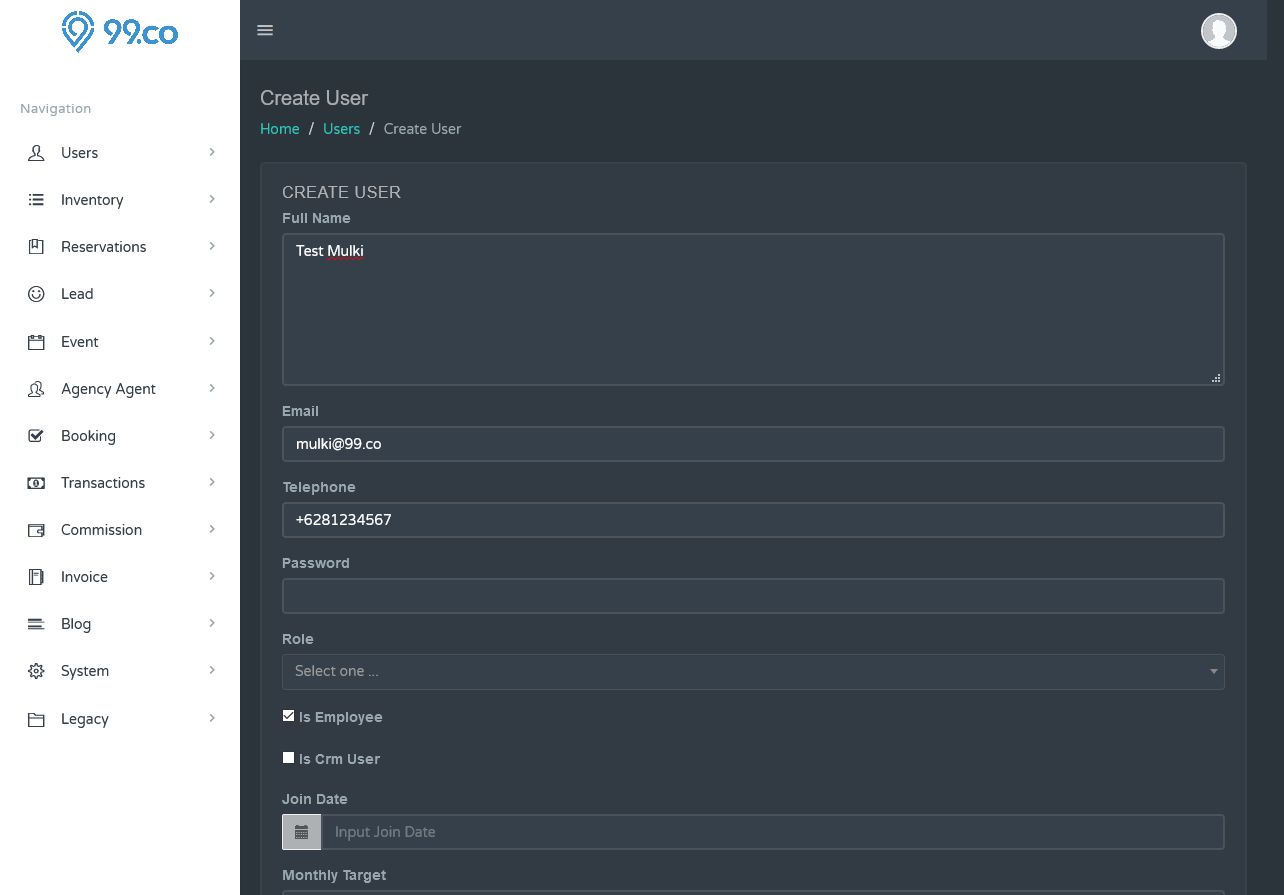 99.co
Navigation
Users
Inventory
Reservations
Lead
Event
Agency Agent
Booking
Transactions
Commission
Invoice
Blog
System
Legacy
Create User
Home / Users / Create User
CREATE USER
Full Name
Test Mulki
Email
mulki@99.co
Telephone
+6281234567
Password
Role
Select one ...
Is Employee
Is Crm User
Join Date
Input Join Date
Monthly Target